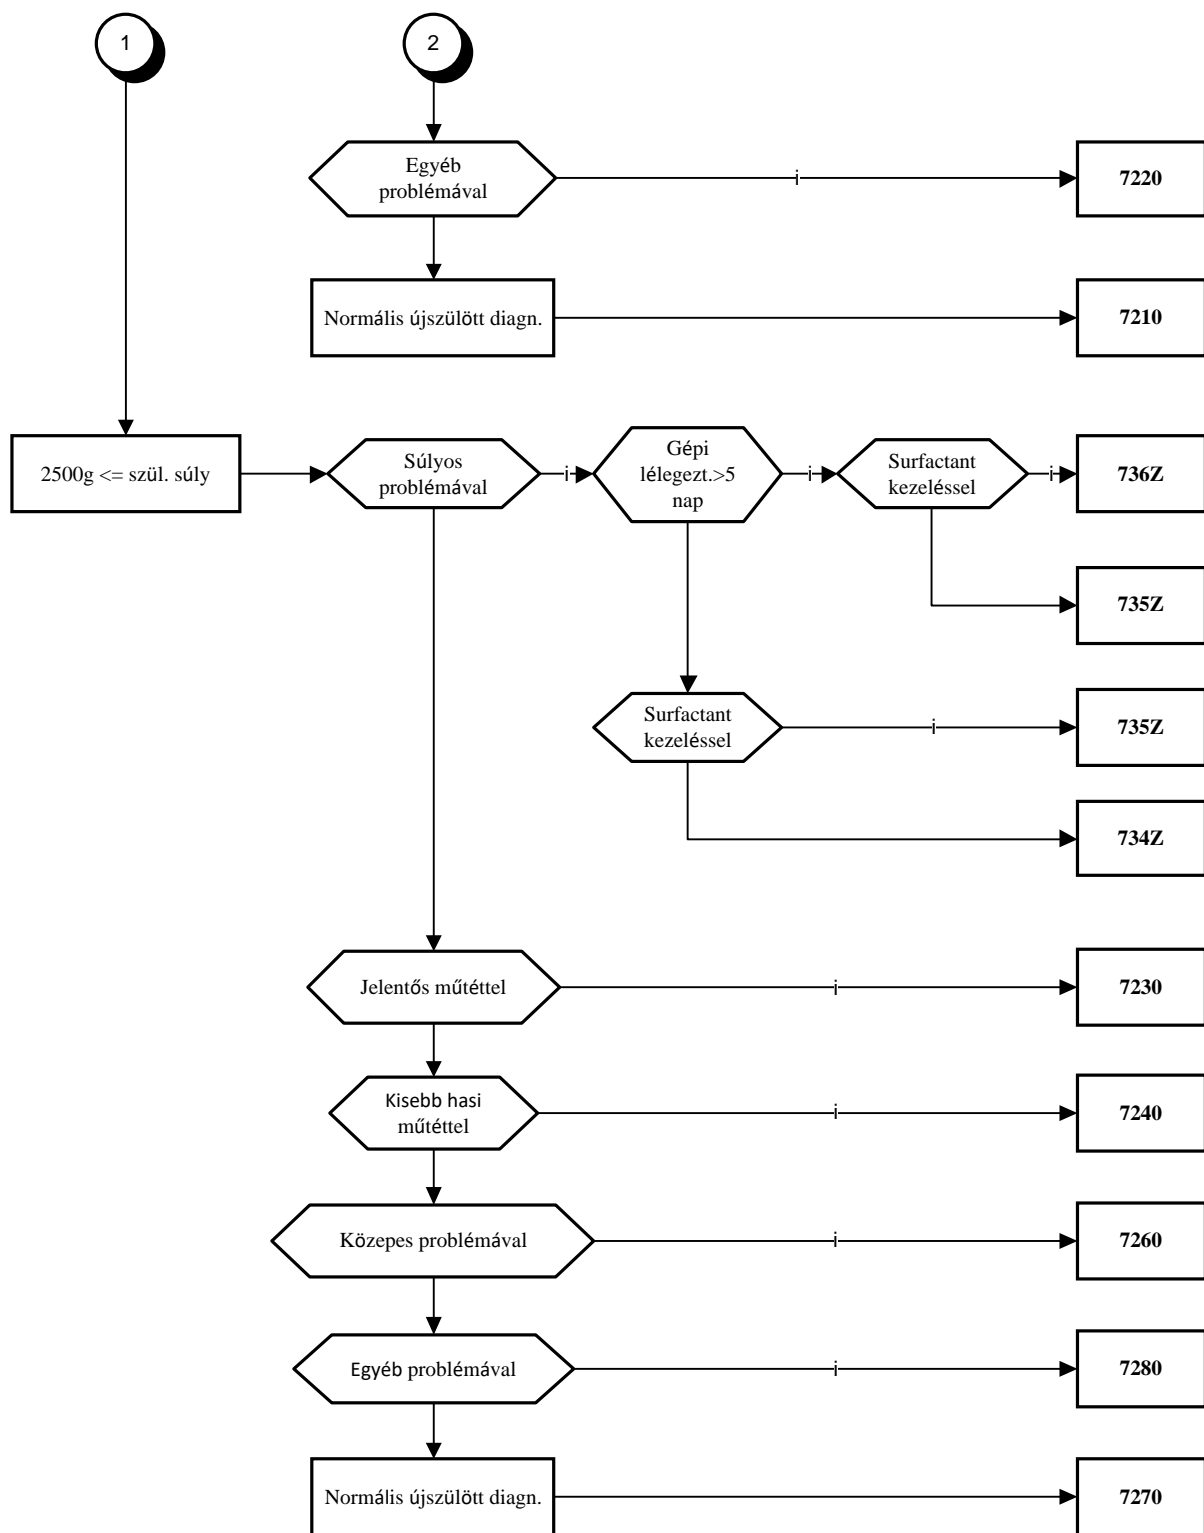 1
2
Egyéb
problémával
i
7220
Normális újszülött diagn.
7210
2500g <= szül. súly
Súlyos
problémával
i
Gépi
lélegezt.>5
nap
i
Surfactant
kezeléssel
i
736Z
735Z
Surfactant
kezeléssel
i
735Z
734Z
Jelentős műtéttel
i
7230
Kisebb hasi
műtéttel
i
7240
Közepes problémával
i
7260
Egyéb problémával
i
7280
Normális újszülött diagn.
7270